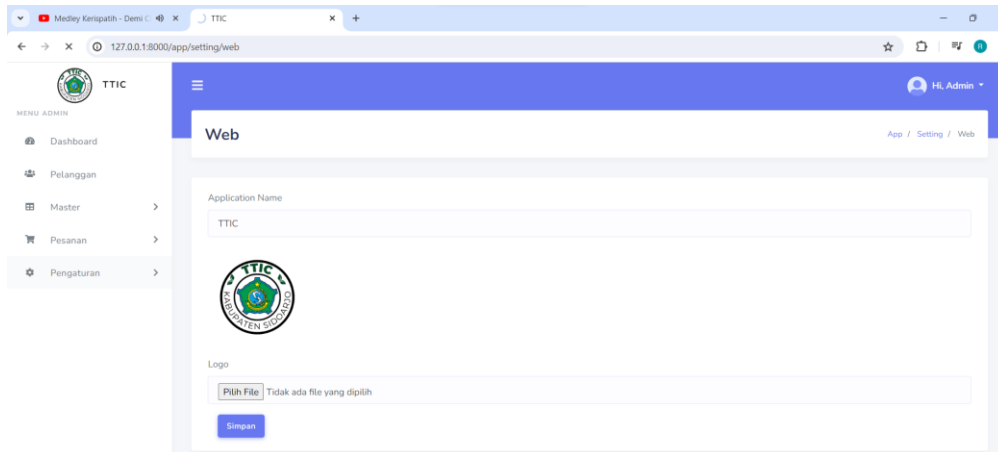 Medley Kerispatih - Demi C
TTIC
127.0.0.1:8000/app/setting/web
R
TTIC
TTIC
Hi, Admin
MENU ADMIN
Dashboard
Pelanggan
Master
Pesanan
Pengaturan
Web
App / Setting / Web
Application Name
TTIC
TTIC
KABUPATEN SIDOARJO
Logo
Pilih File Tidak ada file yang dipilih
Simpan